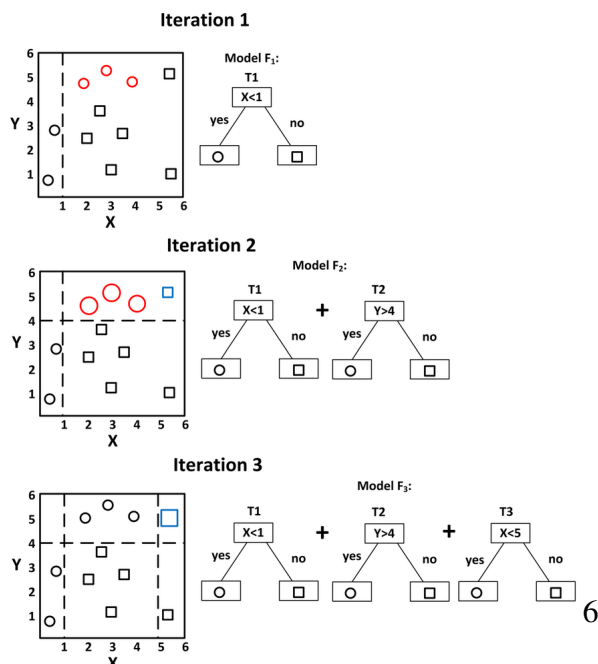 Iteration 1
Model F1:
T1
X<1
yes no
Y
6
5
4
3
2
1
1 2 3 4 5 6
X
Iteration 2
Model F2:
T1 T2
X<1 + Y>4
yes no yes no
Y
6
5
4
3
2
1
1 2 3 4 5 6
X
Iteration 3
Model F3:
T1 T2 T3
X<1 + Y>4 + X<5
yes no yes no yes no
Y
6
5
4
3
2
1
1 2 3 4 5 6
X
6